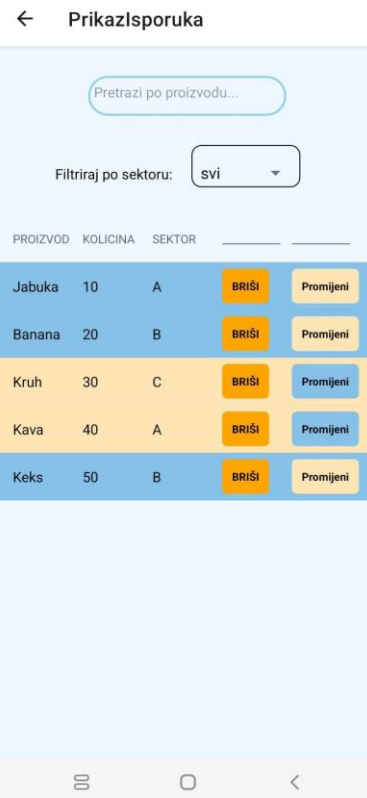 PrikazIsporuka
Pretrazi po proizvodu...
Filtriraj po sektoru: svi
PROIZVOD KOLICINA SEKTOR
Jabuka 10 A BRIŠI Promijeni
Banana 20 B BRIŠI Promijeni
Kruh 30 C BRIŠI Promijeni
Kava 40 A BRIŠI Promijeni
Keks 50 B BRIŠI Promijeni